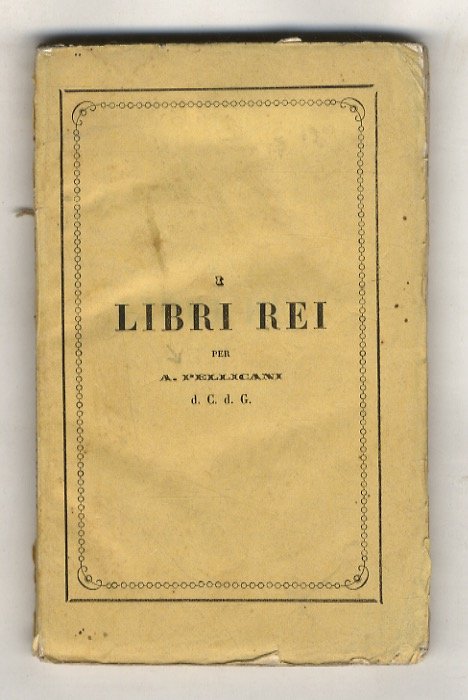 I
LIBRI REI
PER
A. PELLICANI
d. C. d. G.